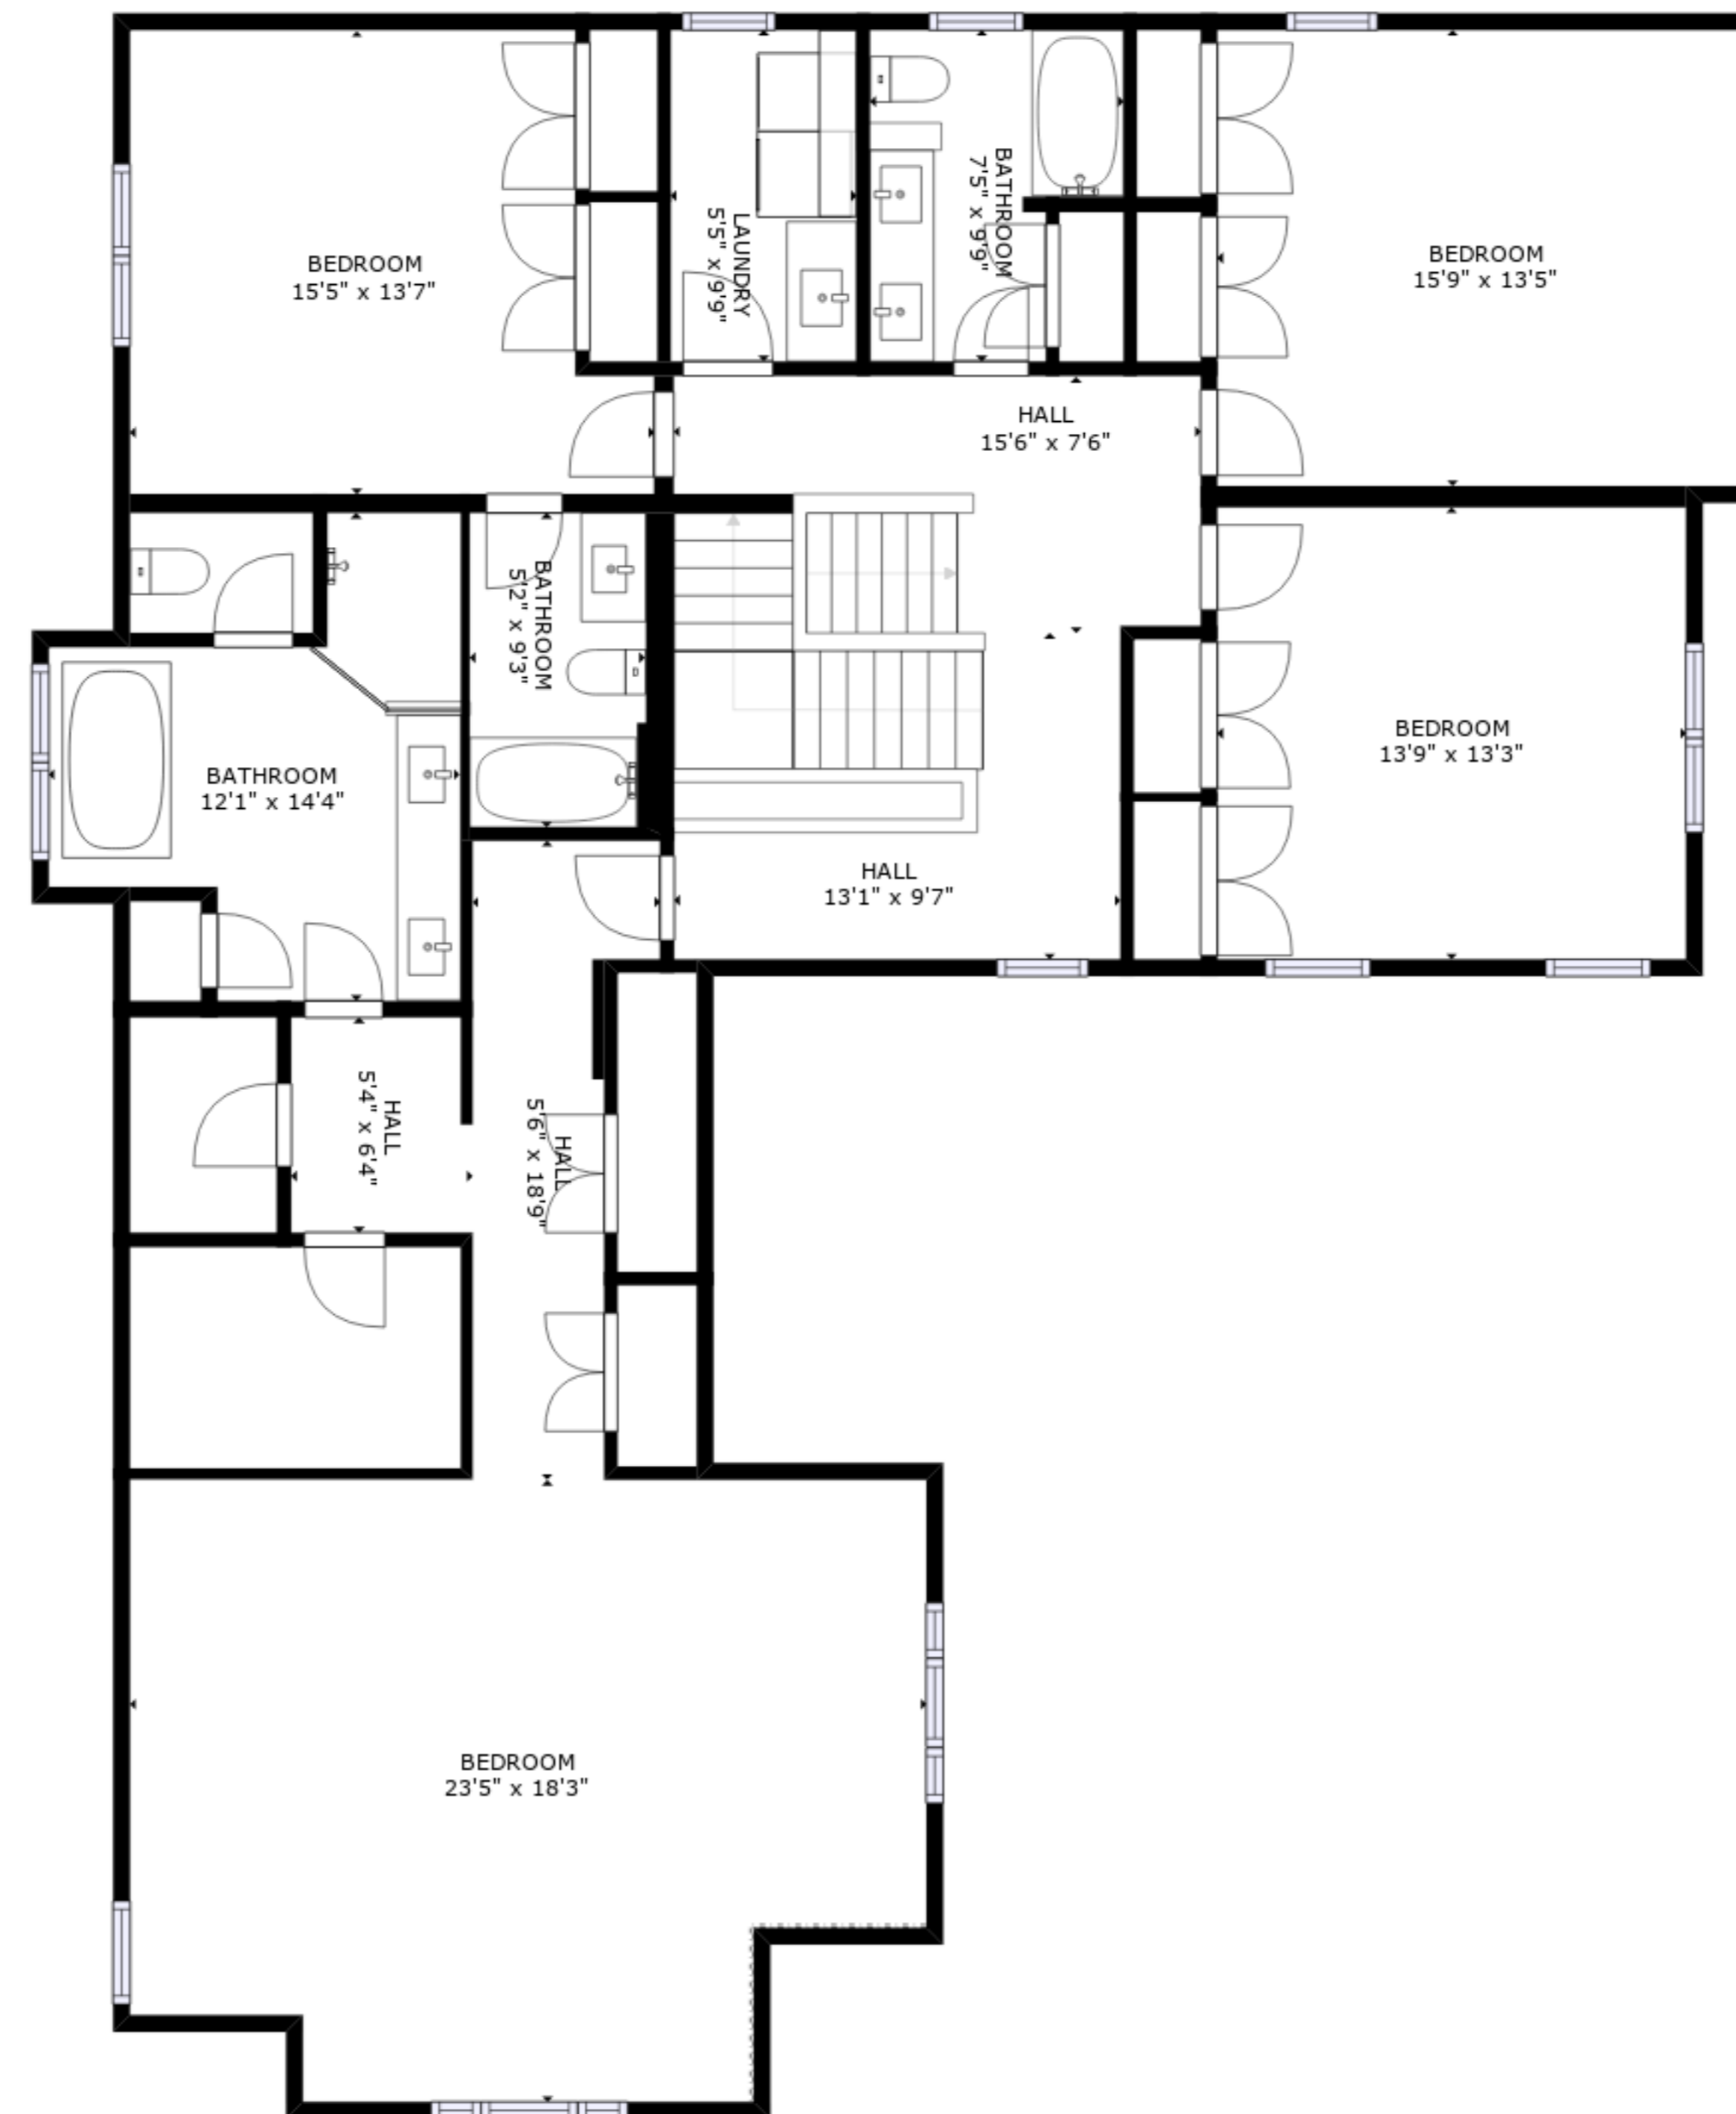 BEDROOM
15'5" x 13'7"
LAUNDRY
5'5" x 9'9"
BATHROOM
7'5" x 9'9"
BEDROOM
15'9" x 13'5"
HALL
15'6" x 7'6"
BATHROOM
5'2" x 9'3"
BATHROOM
12'1" x 14'4"
BEDROOM
13'9" x 13'3"
HALL
13'1" x 9'7"
HALL
5'4" x 6'4"
HALL
5'6" x 18'9"
BEDROOM
23'5" x 18'3"